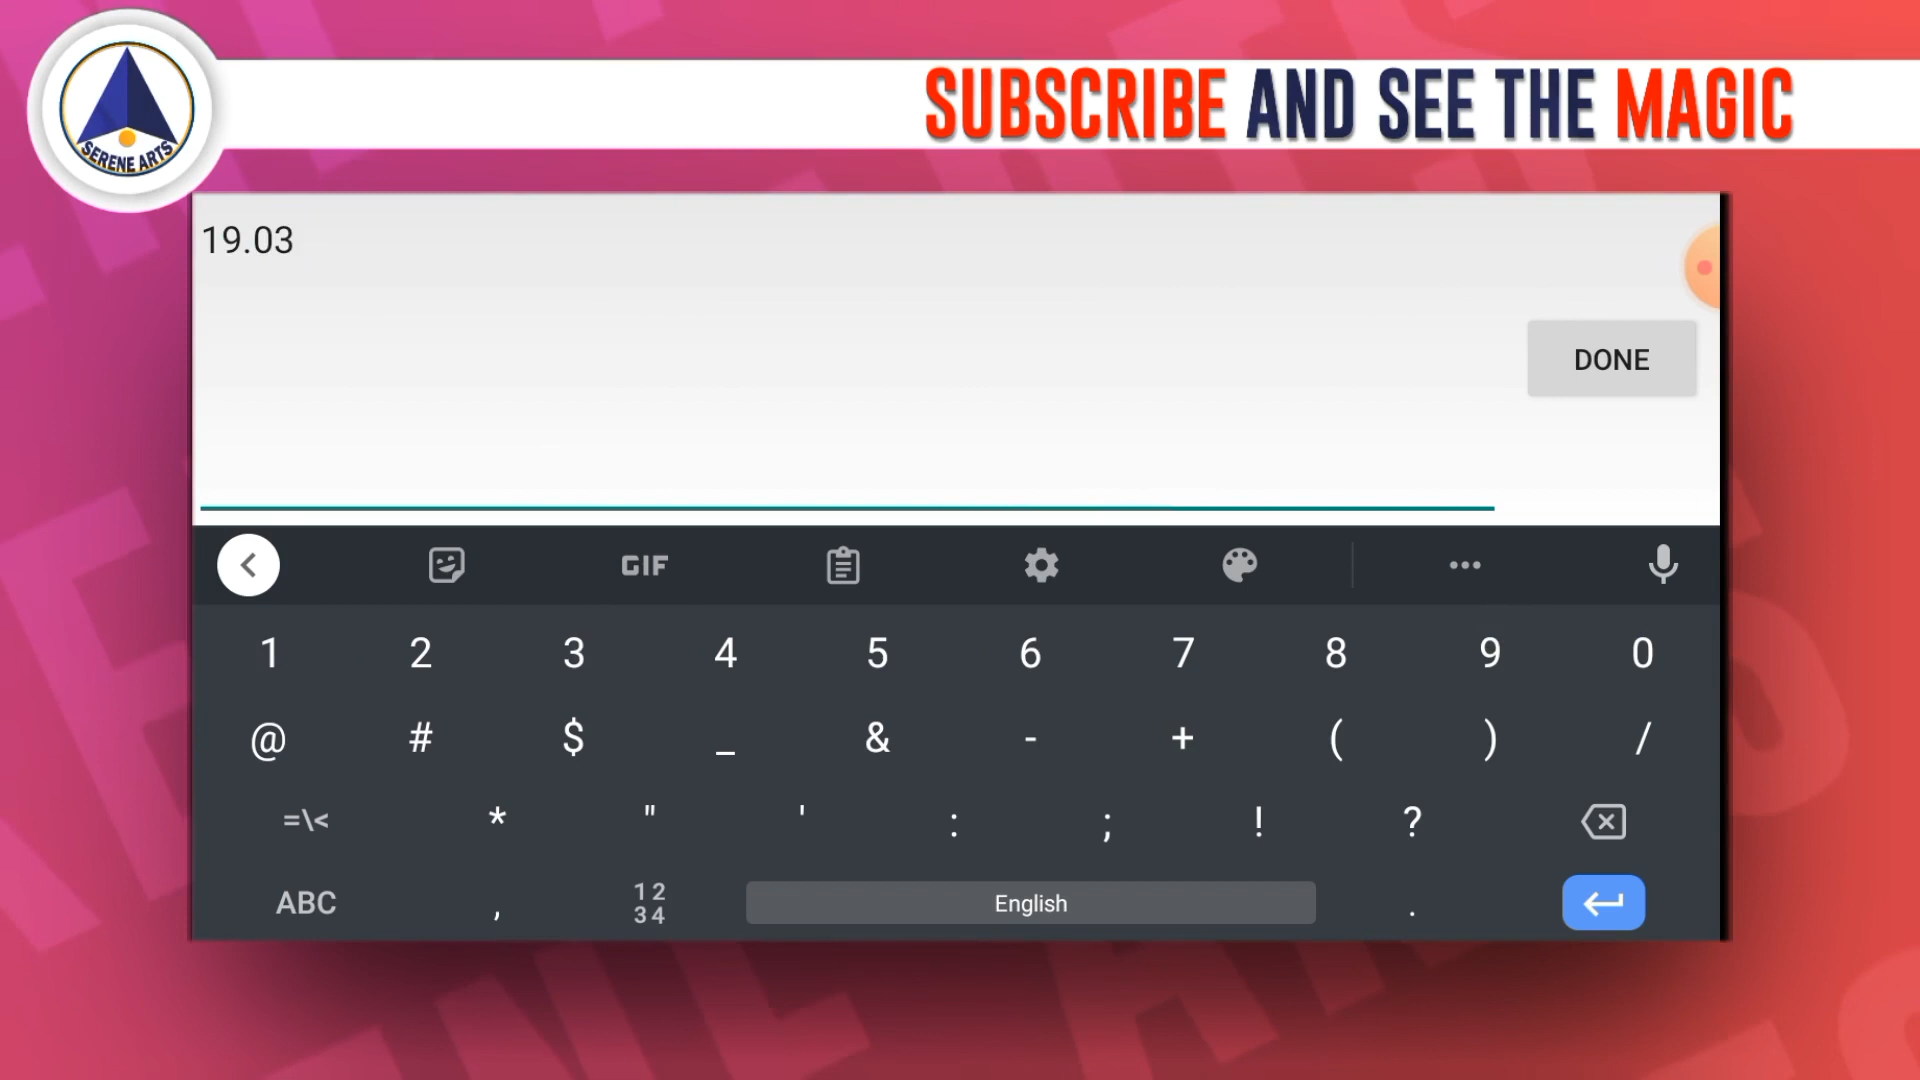 SUBSCRIBE AND SEE THE MAGIC
SERENE ARTS
19.03
DONE
GIF
1 2 3 4 5 6 7 8 9 0
@ # $ _ & - + ( ) /
=\< * " ' : ; ! ?
ABC , 12 34 English .